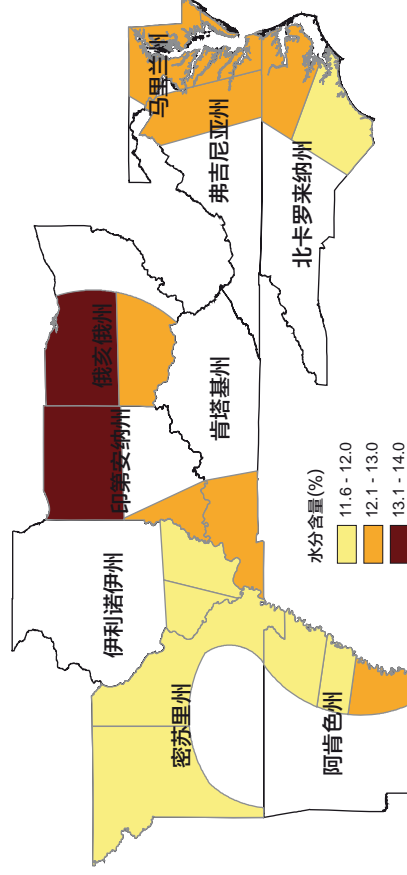 马里兰州
弗吉尼亚州
北卡罗来纳州
俄亥俄州
肯塔基州
印第安纳州
伊利诺伊州
密苏里州
阿肯色州
水分含量(%)
11.6 - 12.0
12.1 - 13.0
13.1 - 14.0